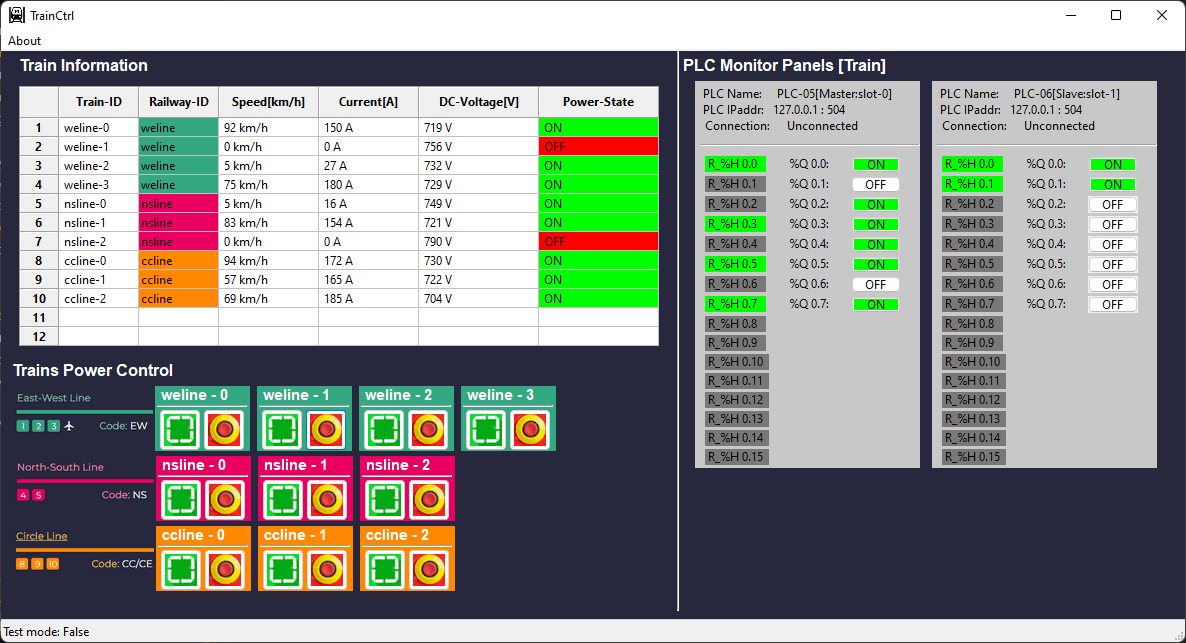 TrainCtrl
About
Train Information
Train-ID Railway-ID Speed[km/h] Current[A] DC-Voltage[V] Power-State
1 weline-0 weline 92 km/h 150 A 719 V ON
2 weline-1 weline 0 km/h 0 A 756 V OFF
3 weline-2 weline 5 km/h 27 A 732 V ON
4 weline-3 weline 75 km/h 180 A 729 V ON
5 nsline-0 nsline 5 km/h 16 A 749 V ON
6 nsline-1 nsline 83 km/h 154 A 721 V ON
7 nsline-2 nsline 0 km/h 0 A 790 V OFF
8 ccline-0 ccline 94 km/h 172 A 730 V ON
9 ccline-1 ccline 57 km/h 165 A 722 V ON
10 ccline-2 ccline 69 km/h 185 A 704 V ON
11
12
Trains Power Control
East-West Line
1 2 3 Code: EW
weline - 0 weline - 1 weline - 2 weline - 3
North-South Line
4 5 Code: NS
nsline - 0 nsline - 1 nsline - 2
Circle Line
8 9 10 Code: CC/CE
ccline - 0 ccline - 1 ccline - 2
PLC Monitor Panels [Train]
PLC Name: PLC-05[Master:slot-0]
PLC IPaddr: 127.0.0.1 : 504
Connection: Unconnected
R_%H 0.0 %Q 0.0: ON
R_%H 0.1 %Q 0.1: OFF
R_%H 0.2 %Q 0.2: ON
R_%H 0.3 %Q 0.3: ON
R_%H 0.4 %Q 0.4: ON
R_%H 0.5 %Q 0.5: ON
R_%H 0.6 %Q 0.6: OFF
R_%H 0.7 %Q 0.7: ON
R_%H 0.8
R_%H 0.9
R_%H 0.10
R_%H 0.11
R_%H 0.12
R_%H 0.13
R_%H 0.14
R_%H 0.15
PLC Name: PLC-06[Slave:slot-1]
PLC IPaddr: 127.0.0.1 : 504
Connection: Unconnected
R_%H 0.0 %Q 0.0: ON
R_%H 0.1 %Q 0.1: ON
R_%H 0.2 %Q 0.2: OFF
R_%H 0.3 %Q 0.3: OFF
R_%H 0.4 %Q 0.4: OFF
R_%H 0.5 %Q 0.5: OFF
R_%H 0.6 %Q 0.6: OFF
R_%H 0.7 %Q 0.7: OFF
R_%H 0.8
R_%H 0.9
R_%H 0.10
R_%H 0.11
R_%H 0.12
R_%H 0.13
R_%H 0.14
R_%H 0.15
Test mode: False